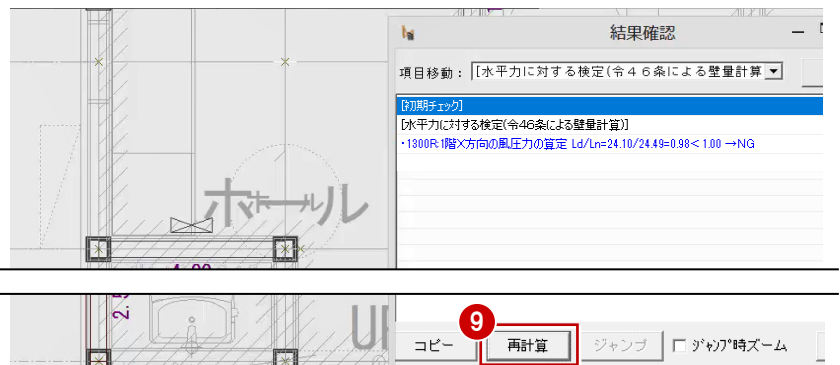 結果確認
項目移動： [水平力に対する検定(令４６条による壁量計算
[初期チェック]
[水平力に対する検定(令46条による壁量計算)]
・1300R:1階X方向の風圧力の算定 Ld/Ln=24.10/24.49=0.98< 1.00 →NG
ホール
2.5
UP
9
コピー 再計算 ジャンプ ジャンプ時ズーム